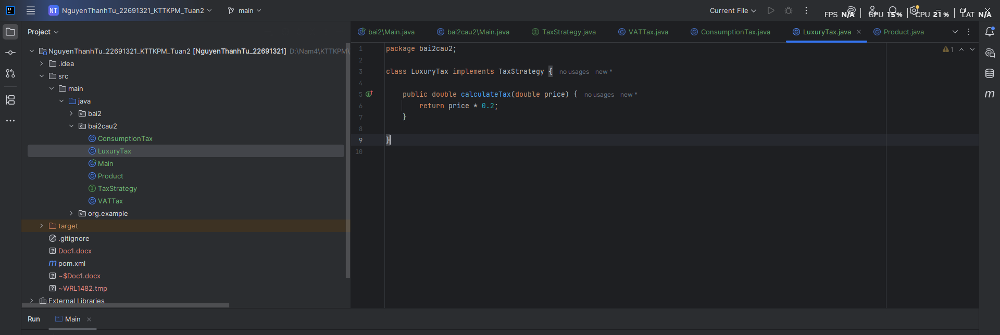 NT NguyenThanhTu_22691321_KTTKPM_Tuan2 main Current File
FPS N/A GPU 15 % CPU 21 % LAT N/A
Project
bai2\Main.java bai2cau2\Main.java TaxStrategy.java VATTax.java ConsumptionTax.java LuxuryTax.java Product.java
NguyenThanhTu_22691321_KTTKPM_Tuan2 [NguyenThanhTu_22691321] D:\Nam4\KTTKPM\
.idea
src
main
java
bai2
bai2cau2
ConsumptionTax
LuxuryTax
Main
Product
TaxStrategy
VATTax
org.example
target
.gitignore
Doc1.docx
m pom.xml
~$Doc1.docx
~WRL1482.tmp
External Libraries
1 package bai2cau2;
2
3 class LuxuryTax implements TaxStrategy { no usages new *
4
5 public double calculateTax(double price) { no usages new *
6 return price * 0.2;
7 }
8
9 }
10
1
m
Run Main